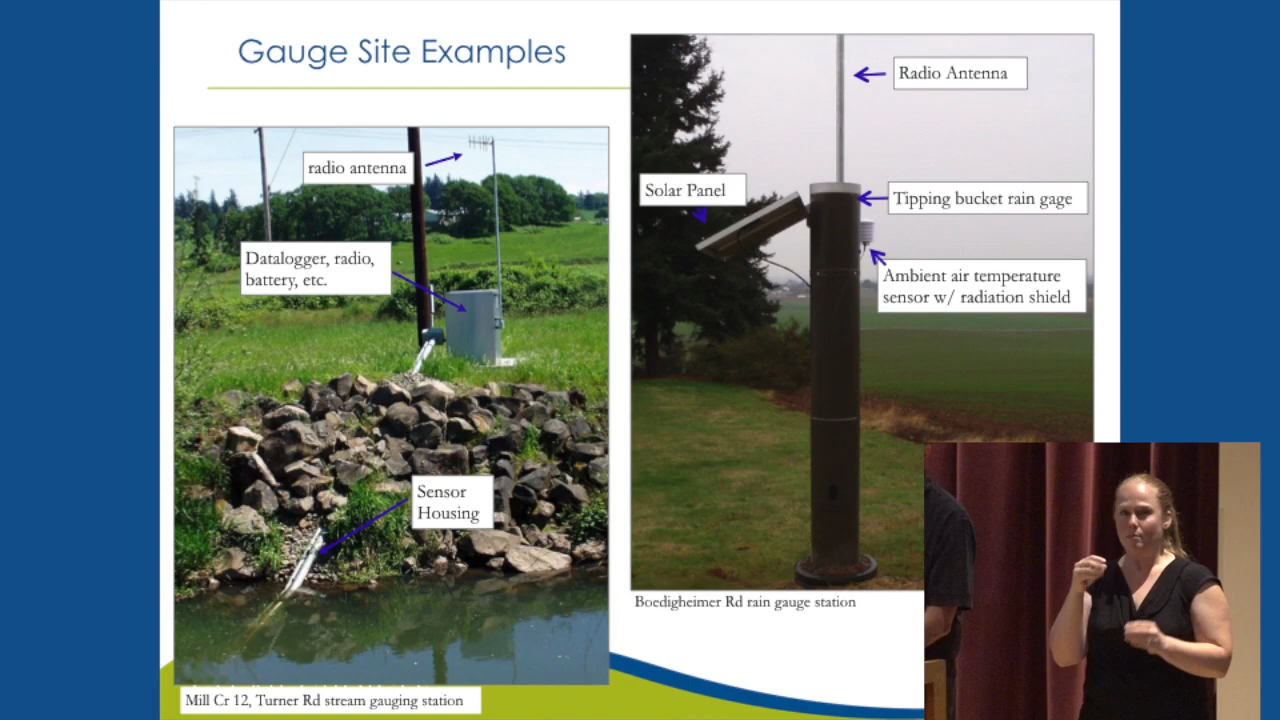 Gauge Site Examples
radio antenna
Datalogger, radio,
battery, etc.
Sensor
Housing
Mill Cr 12, Turner Rd stream gauging station
Radio Antenna
Solar Panel
Tipping bucket rain gage
Ambient air temperature
sensor w/ radiation shield
Boedigheimer Rd rain gauge station